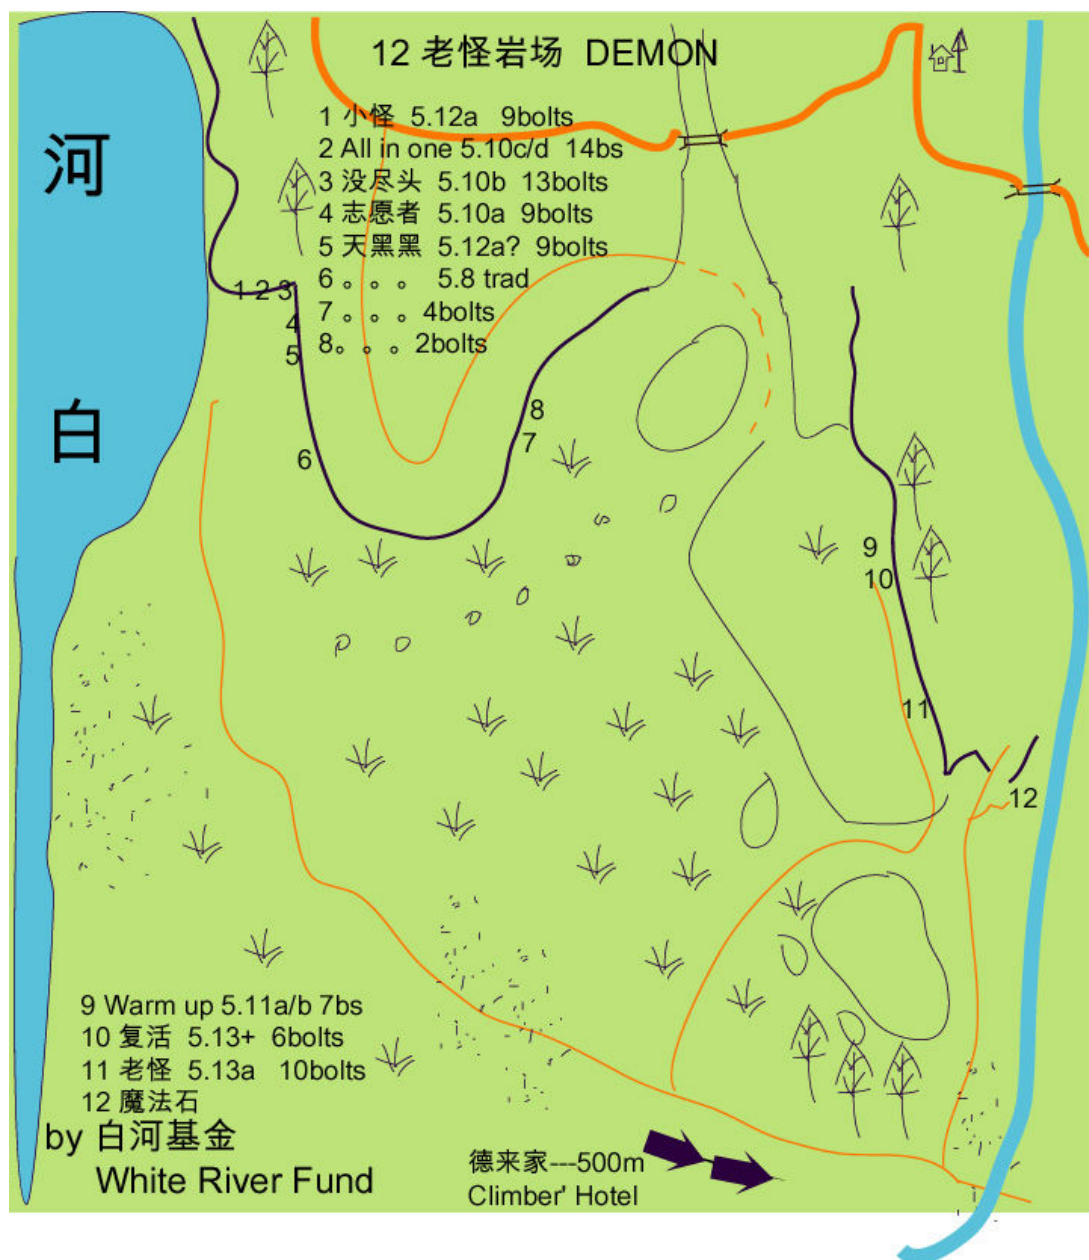 12 老怪岩场 DEMON
1 小怪 5.12a 9bolts
2 All in one 5.10c/d 14bs
3 没尽头 5.10b 13bolts
4 志愿者 5.10a 9bolts
5 天黑黑 5.12a? 9bolts
6 。。。 5.8 trad
7 。。。4bolts
8。。。2bolts
河
白
1 2 3
4
5
6
8
7
9
10
11
12
9 Warm up 5.11a/b 7bs
10 复活 5.13+ 6bolts
11 老怪 5.13a 10bolts
12 魔法石
by 白河基金
White River Fund
德来家---500m
Climber' Hotel